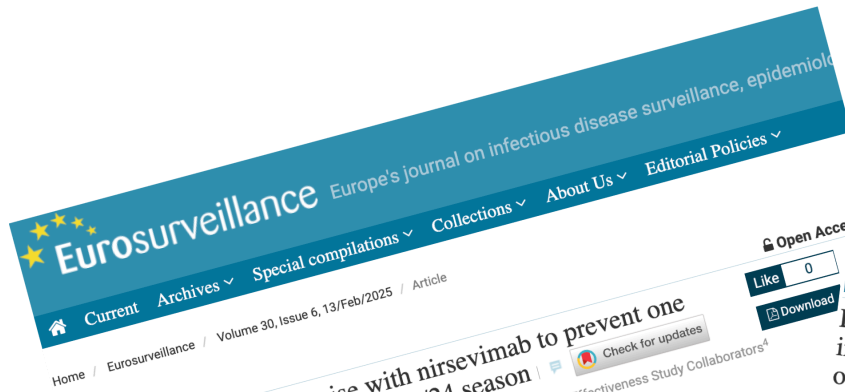 Eurosurveillance Europe's journal on infectious disease surveillance, epidemiolo
Current Archives Special compilations Collections About Us Editorial Policies
Home / Eurosurveillance / Volume 30, Issue 6, 13/Feb/2025 / Article
Open Acce
Like 0
Download
with nirsevimab to prevent one
season Check for updates
Effectiveness Study Collaborators4